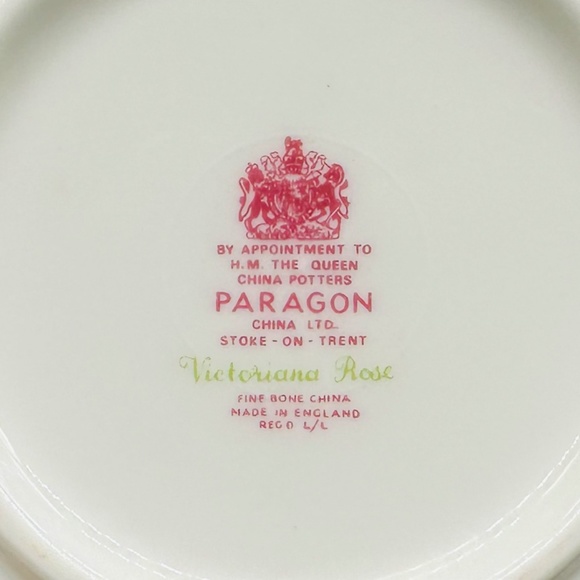 BY APPOINTMENT TO
H.M. THE QUEEN
CHINA POTTERS
PARAGON
CHINA LTD.
STOKE-ON-TRENT
Victoriana Rose
FINE BONE CHINA
MADE IN ENGLAND
REGD L/L